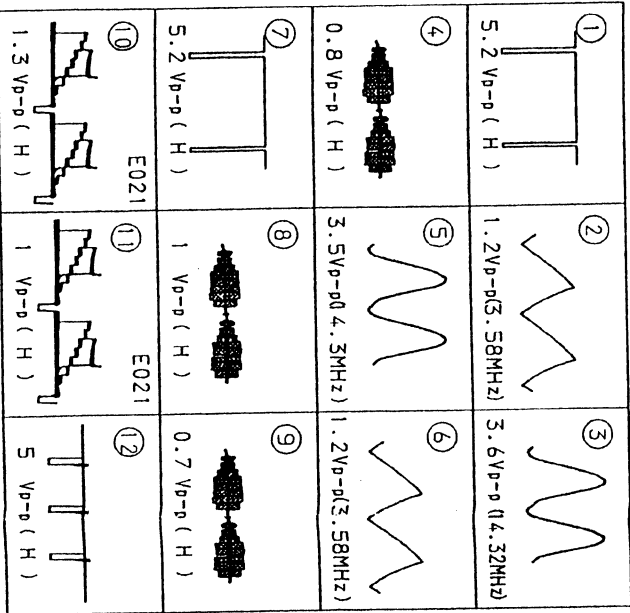 ①
5.2 Vp-p ( H )
②
1.2Vp-p(3.58MHz)
③
3.6Vp-p (14.32MHz)
④
0.8 Vp-p ( H )
⑤
3.5Vp-p(14.3MHz)
⑥
1.2Vp-p(3.58MHz)
⑦
5.2 Vp-p ( H )
⑧
1 Vp-p ( H )
⑨
0.7 Vp-p ( H )
⑩
E021
1.3 Vp-p ( H )
⑪
E021
1 Vp-p ( H )
⑫
5 Vp-p ( H )